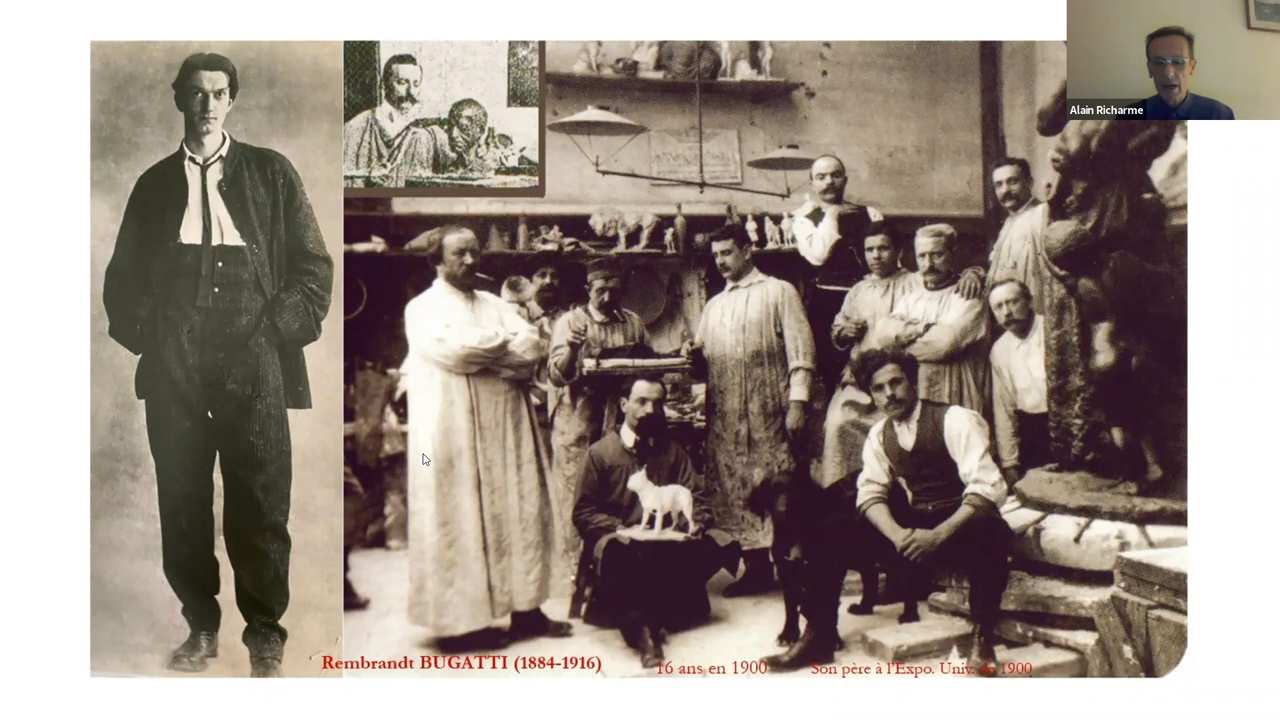 Alain Richarme
Rembrandt BUGATTI (1884-1916) 16 ans en 1900 Son père à l'Expo. Univ. de 1900